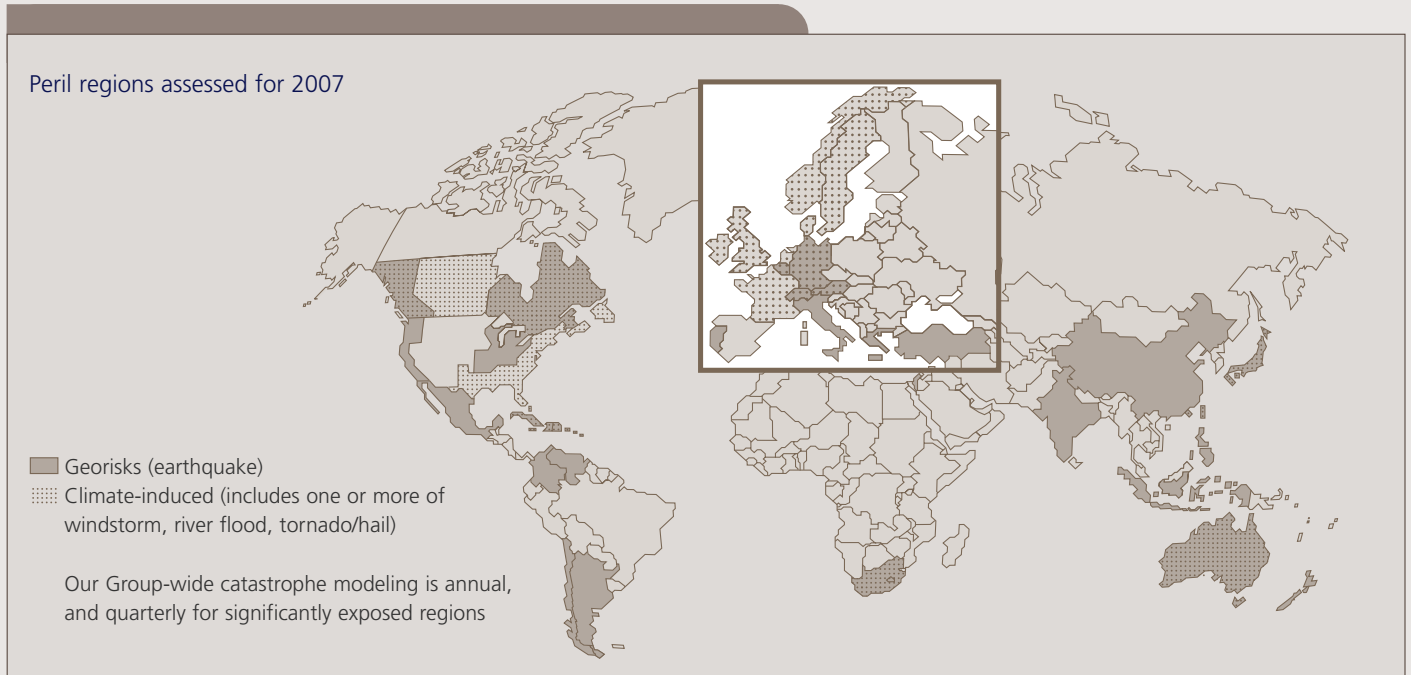 Peril regions assessed for 2007
Georisks (earthquake)
Climate-induced (includes one or more of
windstorm, river flood, tornado/hail)
Our Group-wide catastrophe modeling is annual,
and quarterly for significantly exposed regions